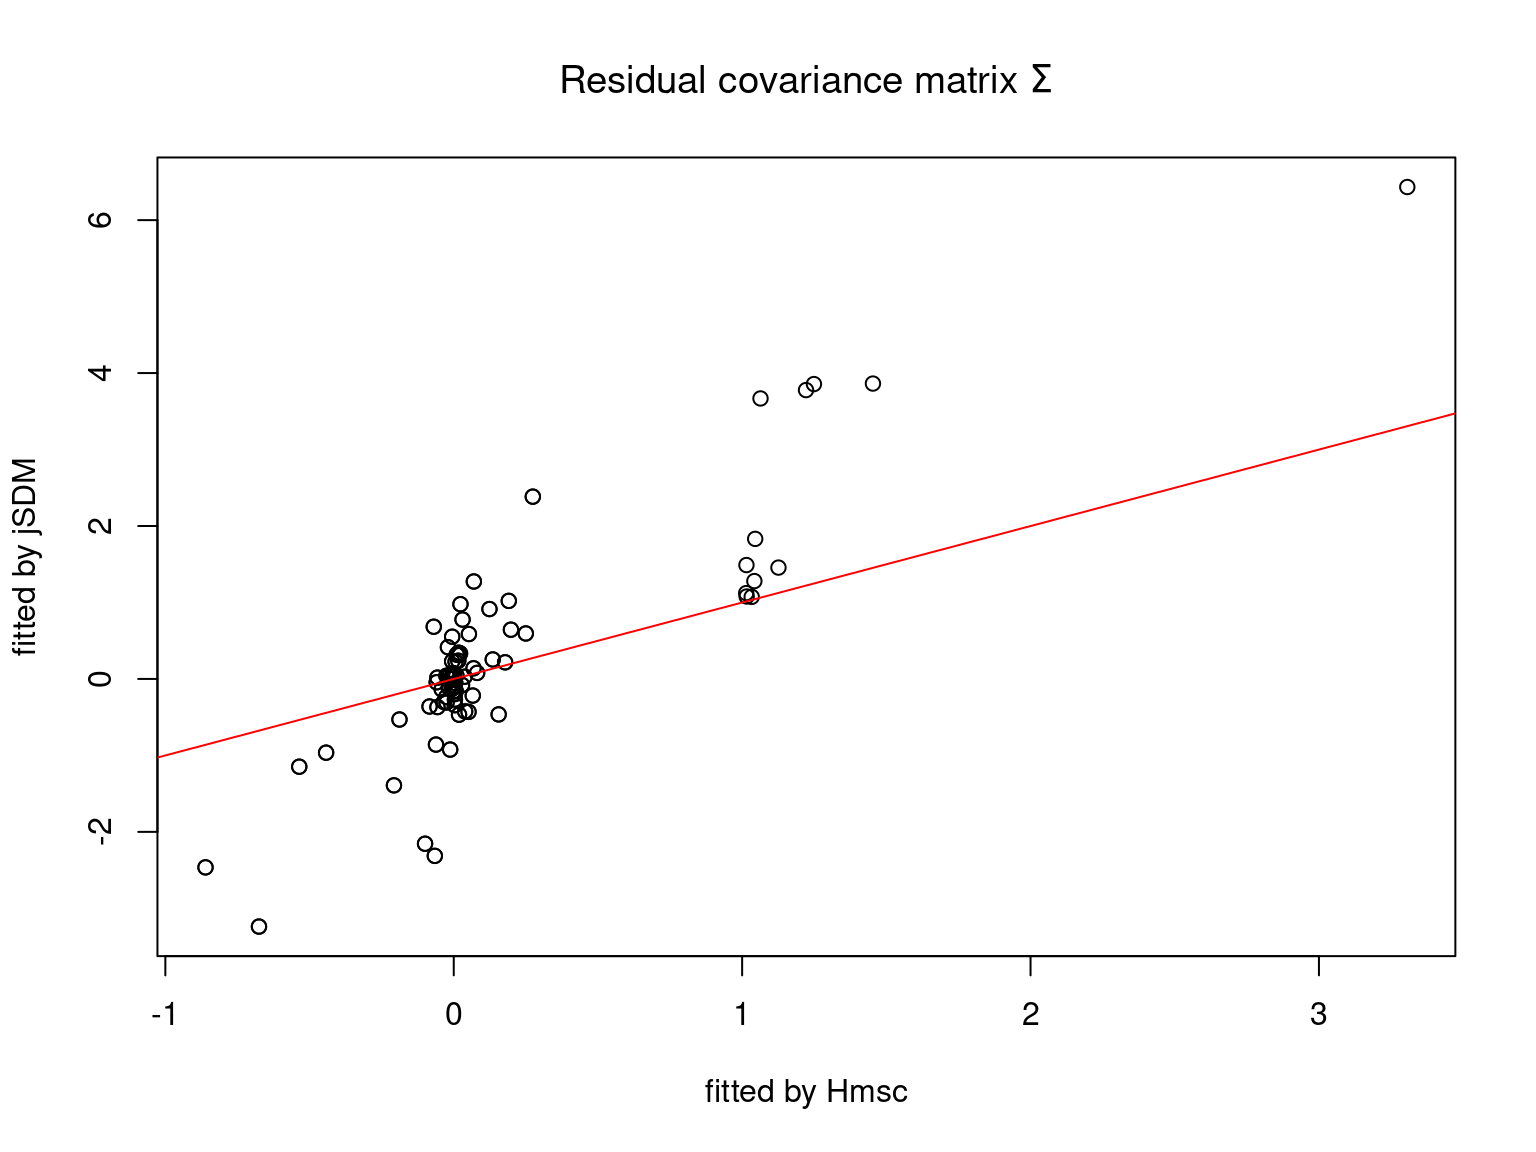 Residual covariance matrix Σ
fitted by jSDM
6
4
2
0
-2
-1 0 1 2 3
fitted by Hmsc